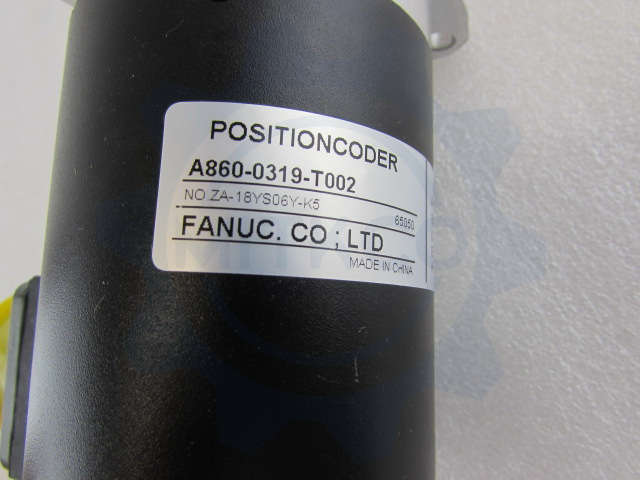 POSITIONCODER
A860-0319-T002
NO.ZA-18YS06Y-K5 65050
FANUC. CO ; LTD
MADE IN CHINA